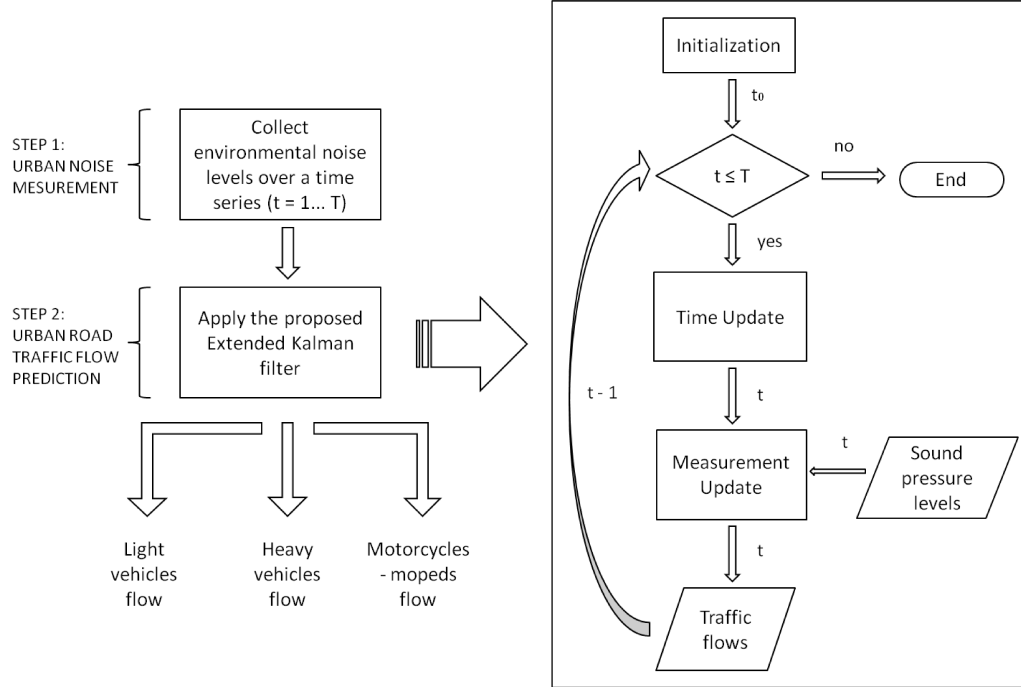 STEP 1:
URBAN NOISE
MESUREMENT
Collect
environmental noise
levels over a time
series (t = 1... T)
STEP 2:
URBAN ROAD
TRAFFIC FLOW
PREDICTION
Apply the proposed
Extended Kalman
filter
Light
vehicles
flow
Heavy
vehicles
flow
Motorcycles
- mopeds
flow
Initialization
t₀
t ≤ T
no
End
yes
Time Update
t
t - 1
Measurement
Update
t
Sound
pressure
levels
t
Traffic
flows